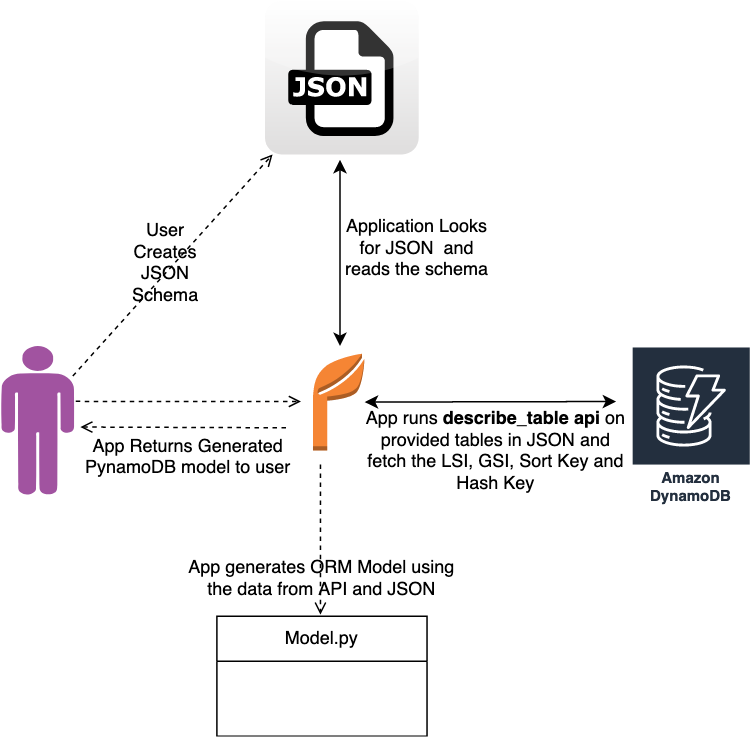 JSON
User
Creates
JSON
Schema
Application Looks
for JSON and
reads the schema
App Returns Generated
PynamoDB model to user
App runs describe_table api on
provided tables in JSON and
fetch the LSI, GSI, Sort Key and
Hash Key
Amazon
DynamoDB
App generates ORM Model using
the data from API and JSON
Model.py